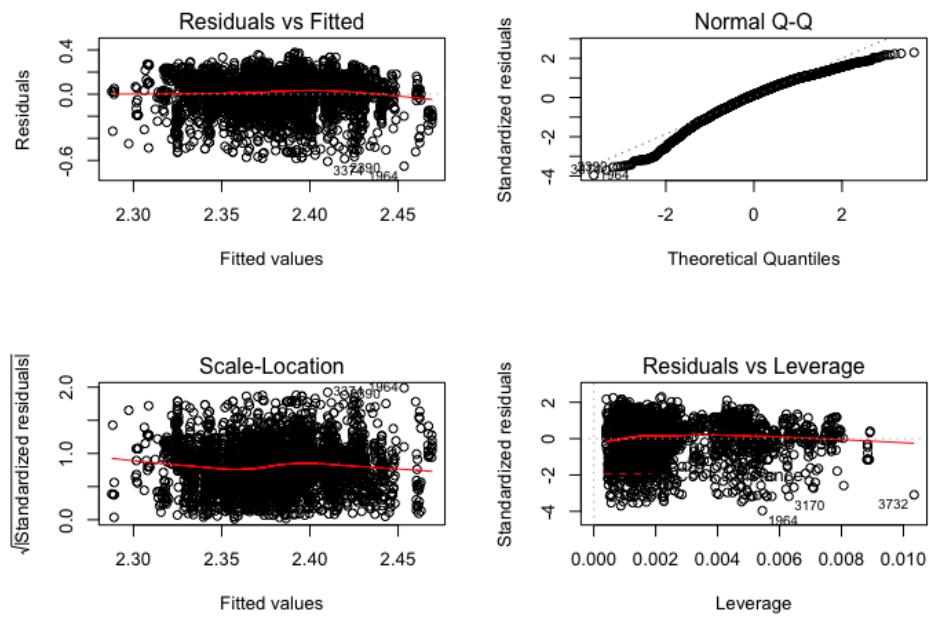 Residuals vs Fitted
Residuals
0.4
0.0
-0.6
3374
2390
1964
2.30 2.35 2.40 2.45
Fitted values
Normal Q-Q
Standardized residuals
2
0
-2
-4
1964
-2 0 2
Theoretical Quantiles
Scale-Location
√|Standardized residuals|
2.0
1.0
0.0
3374
1964
2.30 2.35 2.40 2.45
Fitted values
Residuals vs Leverage
Standardized residuals
2
0
-2
-4
3170
3732
1964
0.000 0.002 0.004 0.006 0.008 0.010
Leverage